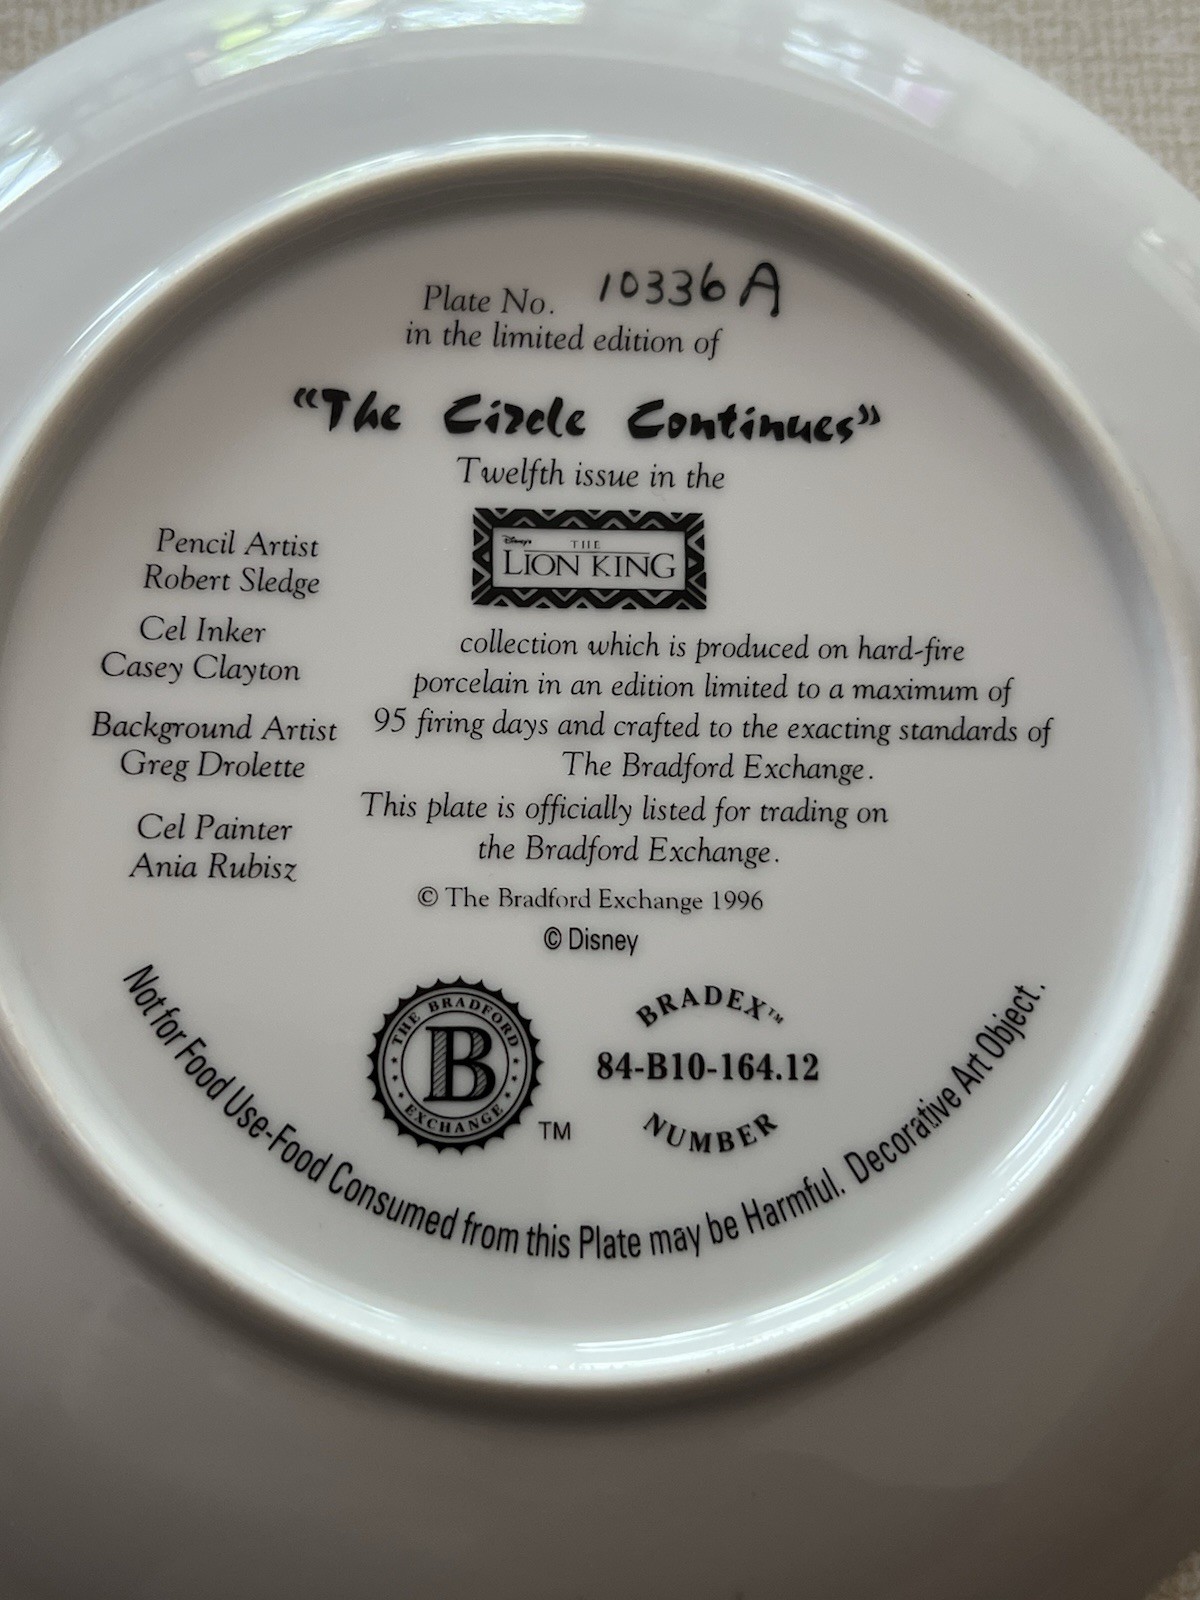 Plate No. 10336A
in the limited edition of
"The Circle Continues"
Twelfth issue in the
Disney's
THE
LION KING
collection which is produced on hard-fire
porcelain in an edition limited to a maximum of
95 firing days and crafted to the exacting standards of
The Bradford Exchange.
This plate is officially listed for trading on
the Bradford Exchange.
© The Bradford Exchange 1996
© Disney
Pencil Artist
Robert Sledge
Cel Inker
Casey Clayton
Background Artist
Greg Drolette
Cel Painter
Ania Rubisz
THE BRADFORD
B
EXCHANGE
TM
BRADEX™
84-B10-164.12
NUMBER
Not for Food Use-Food Consumed from this Plate may be Harmful. Decorative Art Object.